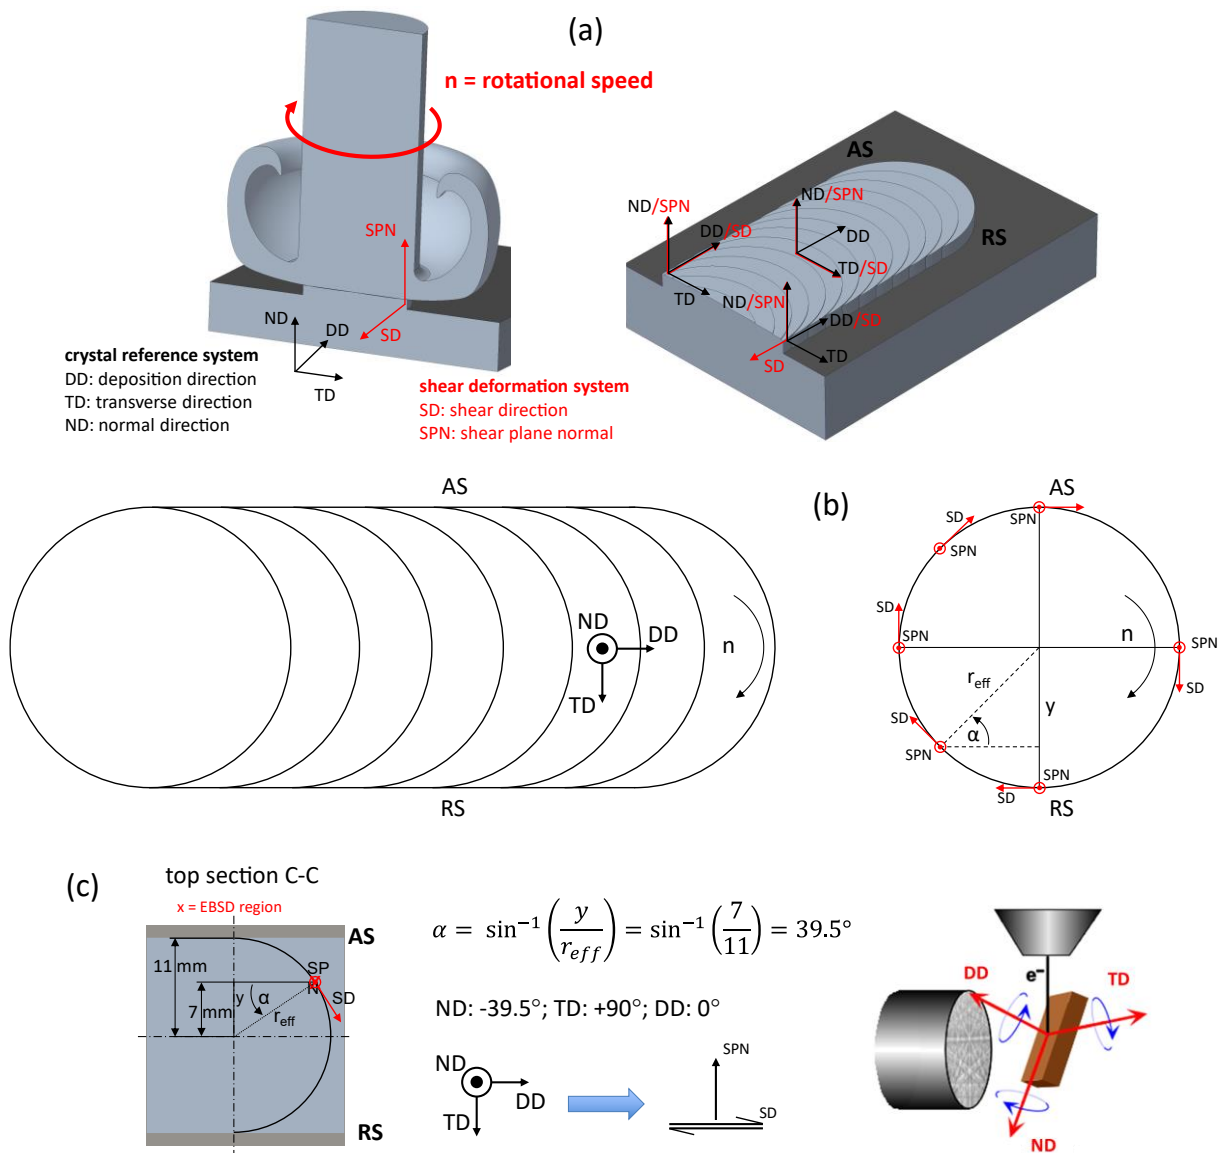 (a)
n = rotational speed
SPN
SD
ND
DD
TD
crystal reference system
DD: deposition direction
TD: transverse direction
ND: normal direction
shear deformation system
SD: shear direction
SPN: shear plane normal
AS
RS
ND/SPN
DD/SD
TD
ND/SPN
DD
TD/SD
ND/SPN
DD/SD
TD
SD
AS
ND
DD
TD
n
RS
(b)
AS
SPN
SD
SPN
SD
SPN
n
SPN
SD
r_eff
y
α
SD
SPN
SPN
SD
RS
(c)
top section C-C
x = EBSD region
AS
11 mm
7 mm
y
α
r_eff
SP
N
SD
RS
α = sin⁻¹(y/r_eff) = sin⁻¹(7/11) = 39.5°
ND: -39.5°; TD: +90°; DD: 0°
ND
DD
TD
SPN
SD
DD
e⁻
TD
ND